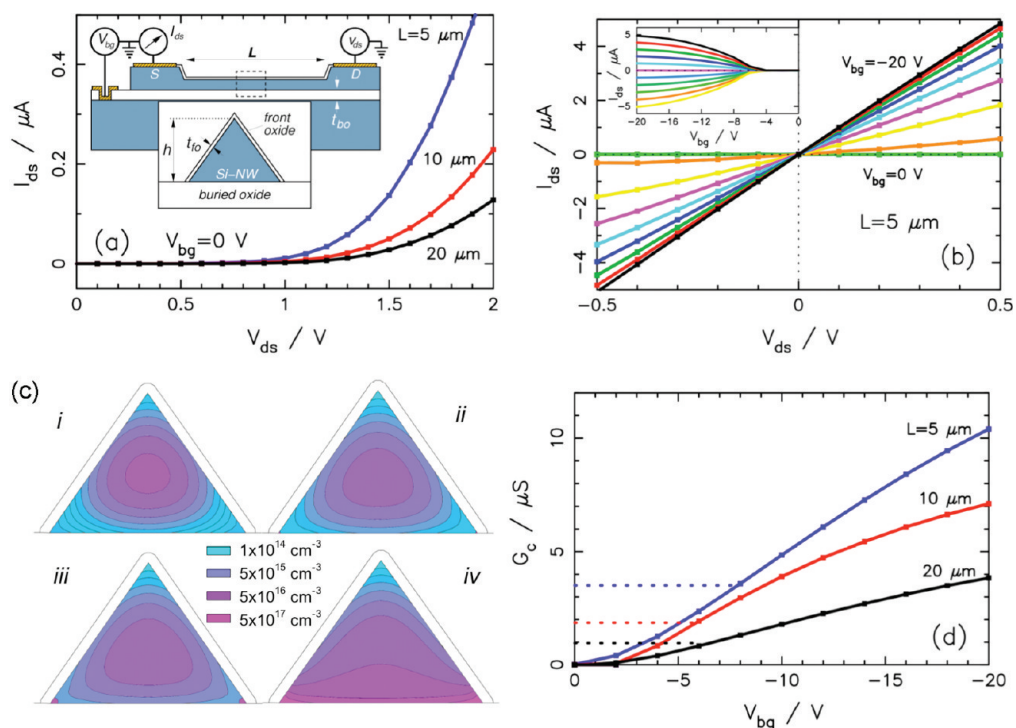 0.4
0.2
0
I_ds / μA
L=5 μm
10 μm
20 μm
V_bg
I_ds
V_ds
S
L
D
t_bo
front
oxide
t_fo
h
Si-NW
buried oxide
(a)
V_bg=0 V
0 0.5 1 1.5 2
V_ds / V
4
2
0
-2
-4
I_ds / μA
5
0
-5
I_ds / μA
-20 -16 -12 -8 -4 0
V_bg / V
V_bg=-20 V
V_bg=0 V
L=5 μm
(b)
-0.5 0 0.5
V_ds / V
(c)
i
ii
iii
iv
1x10^14 cm^-3
5x10^15 cm^-3
5x10^16 cm^-3
5x10^17 cm^-3
10
5
0
G_c / μS
L=5 μm
10 μm
20 μm
(d)
0 -5 -10 -15 -20
V_bg / V